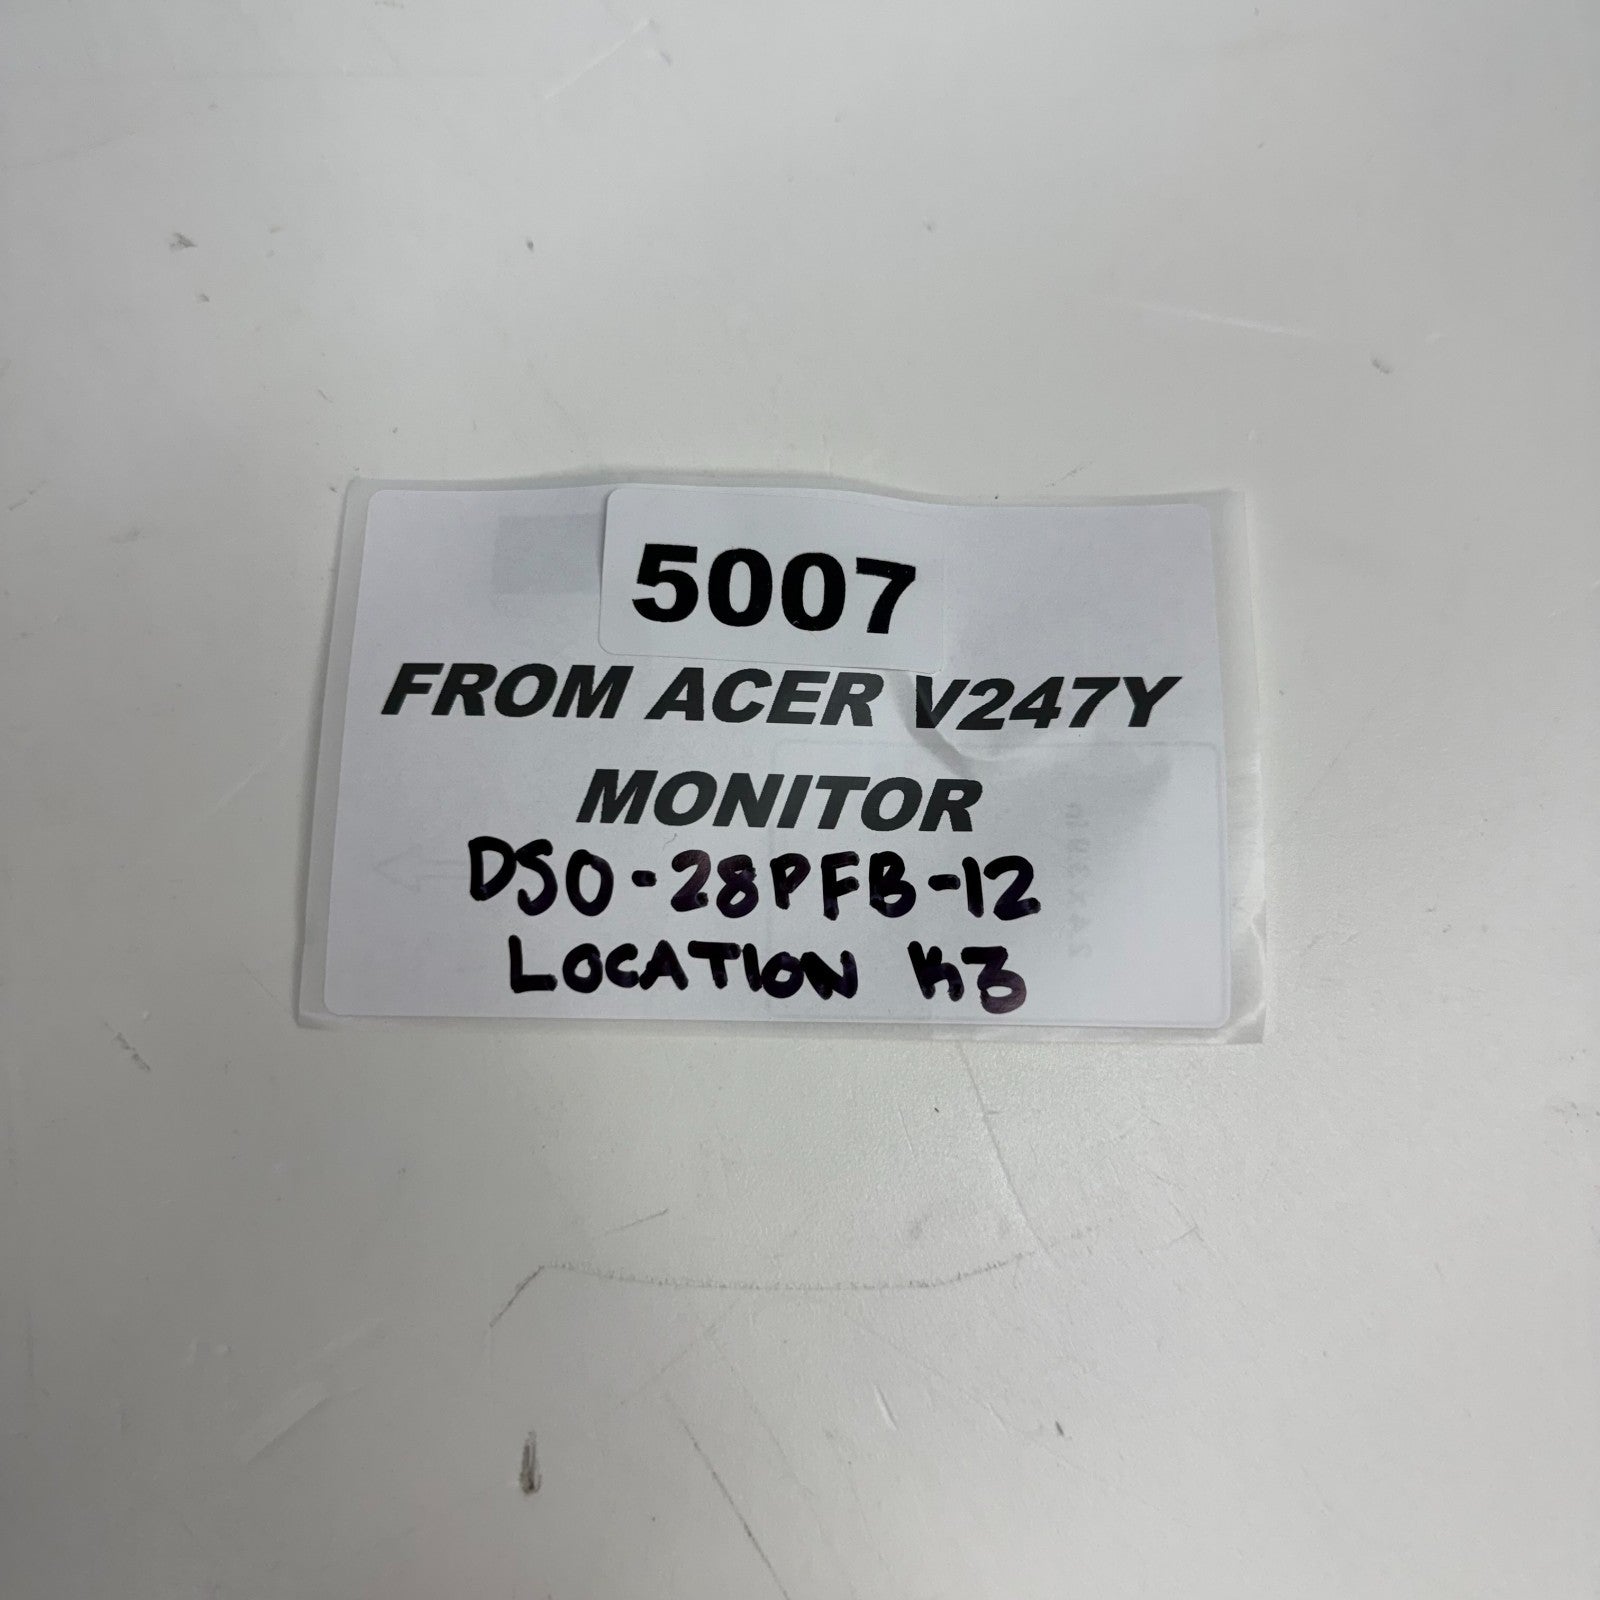 5007
FROM ACER V247Y
MONITOR
DSO-28PFB-12
LOCATION K3